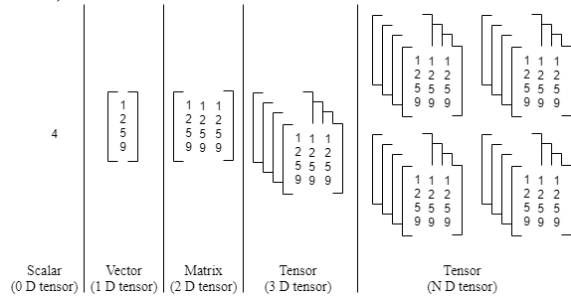 4
1
2
5
9
1 1 1
2 2 2
5 5 5
9 9 9
1 1 1
2 2 2
5 5 5
9 9 9
1 1 1
2 2 2
5 5 5
9 9 9
1 1 1
2 2 2
5 5 5
9 9 9
1 1 1
2 2 2
5 5 5
9 9 9
1 1 1
2 2 2
5 5 5
9 9 9
Scalar
(0 D tensor)
Vector
(1 D tensor)
Matrix
(2 D tensor)
Tensor
(3 D tensor)
Tensor
(N D tensor)